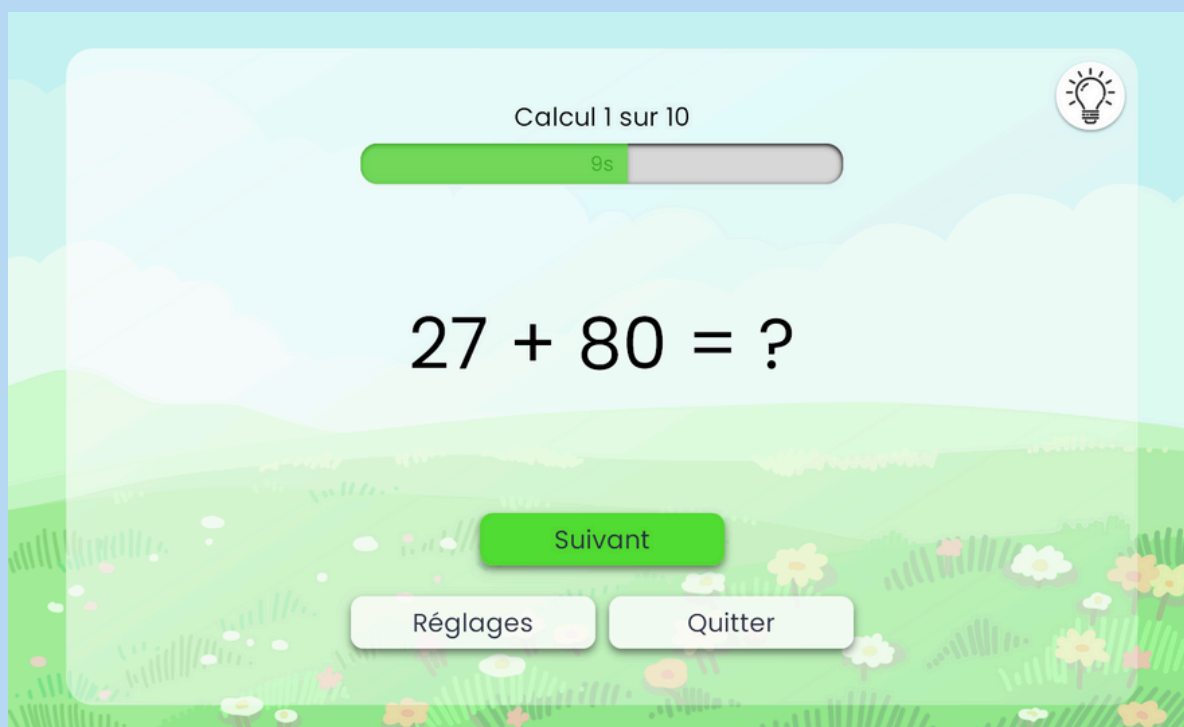 Calcul 1 sur 10
9s
27 + 80 = ?
Suivant
Réglages Quitter